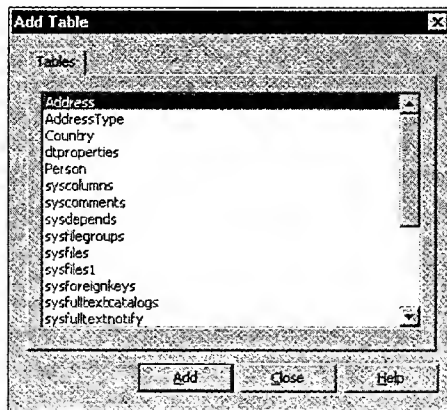 Add Table
Tables
Address
AddressType
Country
dtproperties
Person
syscolumns
syscomments
sysdepends
sysfilegroups
sysfiles
sysfiles1
sysforeignkeys
sysfulltextcatalogs
sysfulltextnotify
Add Close Help